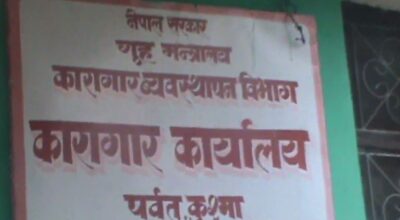 नेपाल सरकार
गृह मन्त्रालय
कारागार व्यवस्थापन विभाग
कारागार कार्यालय
पर्वत, कुश्मा